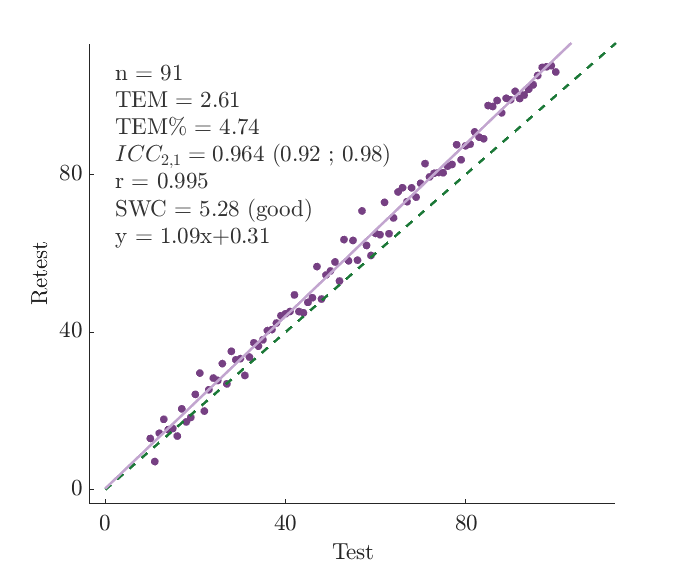 n = 91
TEM = 2.61
TEM% = 4.74
ICC2,1 = 0.964 (0.92 ; 0.98)
r = 0.995
SWC = 5.28 (good)
y = 1.09x+0.31
80
40
0
Retest
0 40 80
Test